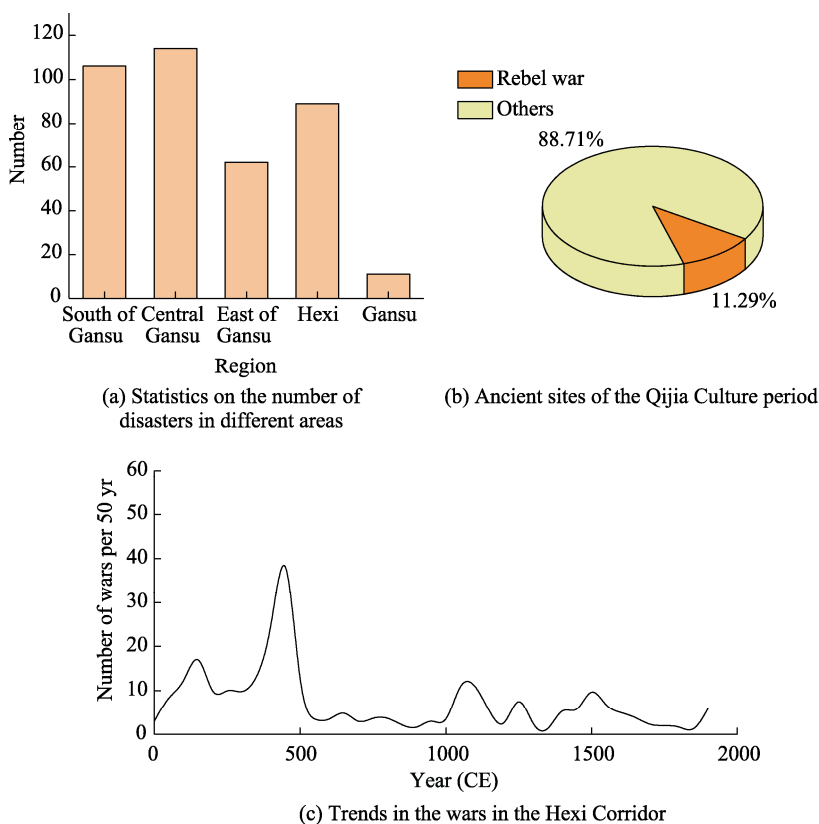 120
100
80
60
40
20
0
Number
South of Gansu
Central Gansu
East of Gansu
Hexi
Gansu
Region
(a) Statistics on the number of
disasters in different areas
Rebel war
Others
88.71%
11.29%
(b) Ancient sites of the Qijia Culture period
60
50
40
30
20
10
0
Number of wars per 50 yr
0 500 1000 1500 2000
Year (CE)
(c) Trends in the wars in the Hexi Corridor